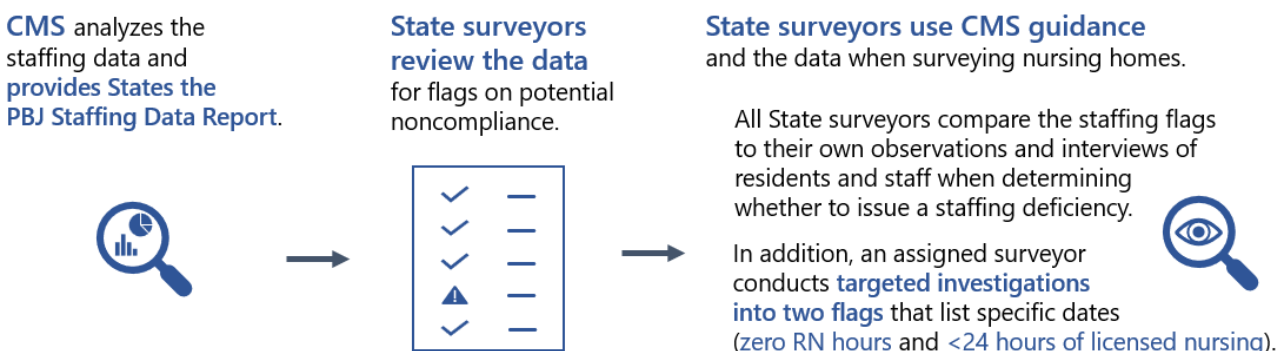 CMS analyzes the
staffing data and
provides States the
PBJ Staffing Data Report.
State surveyors
review the data
for flags on potential
noncompliance.
State surveyors use CMS guidance
and the data when surveying nursing homes.
All State surveyors compare the staffing flags
to their own observations and interviews of
residents and staff when determining
whether to issue a staffing deficiency.
In addition, an assigned surveyor
conducts targeted investigations
into two flags that list specific dates
(zero RN hours and <24 hours of licensed nursing).